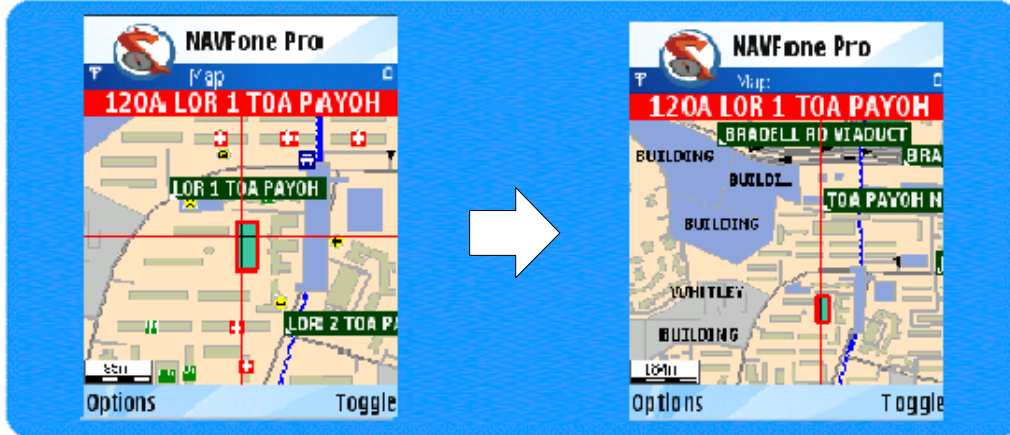 NAVFone Pro
Map
120A LOR 1 TOA PAYOH
LOR 1 TOA PAYOH
LOR 2 TOA PA
Options
Toggle
NAVFone Pro
Map
120A LOR 1 TOA PAYOH
BRADELL RD VIADUCT
BUILDING
BRA
BUILDI...
TOA PAYOH N
BUILDING
WHITLEY
BUILDING
184m
Options
Toggle